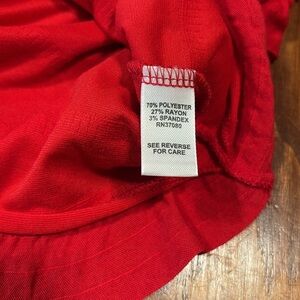 70% POLYESTER
27% RAYON
3% SPANDEX
RN37080
SEE REVERSE
FOR CARE